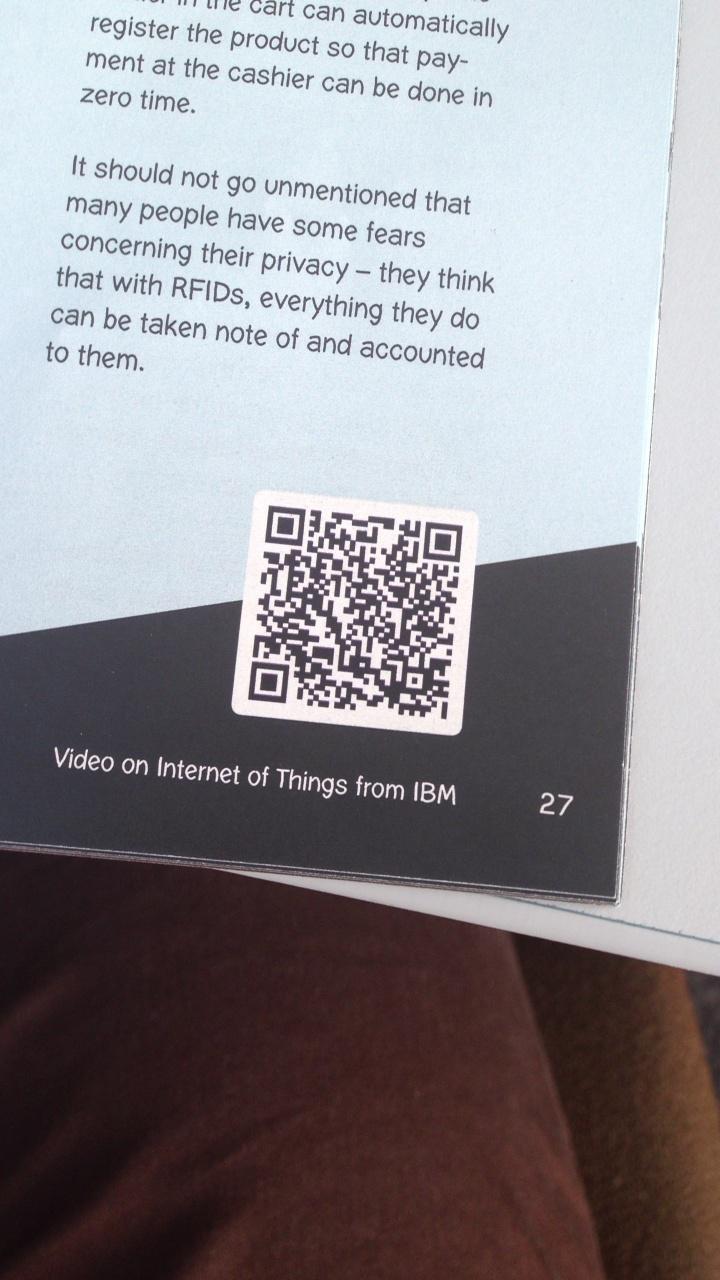 in the cart can automatically
register the product so that pay-
ment at the cashier can be done in
zero time.
It should not go unmentioned that
many people have some fears
concerning their privacy – they think
that with RFIDs, everything they do
can be taken note of and accounted
to them.
Video on Internet of Things from IBM
27